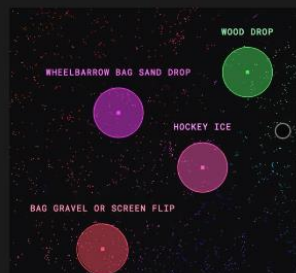 WOOD DROP
WHEELBARROW BAG SAND DROP
HOCKEY ICE
BAG GRAVEL OR SCREEN FLIP